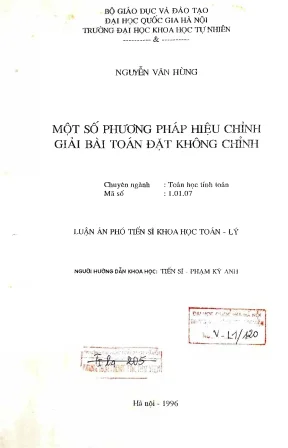 BỘ GIÁO DỤC VÀ ĐÀO TẠO
ĐẠI HỌC QUỐC GIA HÀ NỘI
TRƯỜNG ĐẠI HỌC KHOA HỌC TỰ NHIÊN
---------- & ----------
NGUYỄN VĂN HÙNG
MỘT SỐ PHƯƠNG PHÁP HIỆU CHỈNH
GIẢI BÀI TOÁN ĐẶT KHÔNG CHỈNH
Chuyên ngành : Toán học tính toán
Mã số : 1.01.07
LUẬN ÁN PHÓ TIẾN SĨ KHOA HỌC TOÁN - LÝ
NGƯỜI HƯỚNG DẪN KHOA HỌC: TIẾN SĨ - PHẠM KỲ ANH
V-L1/120
Hà nội - 1996